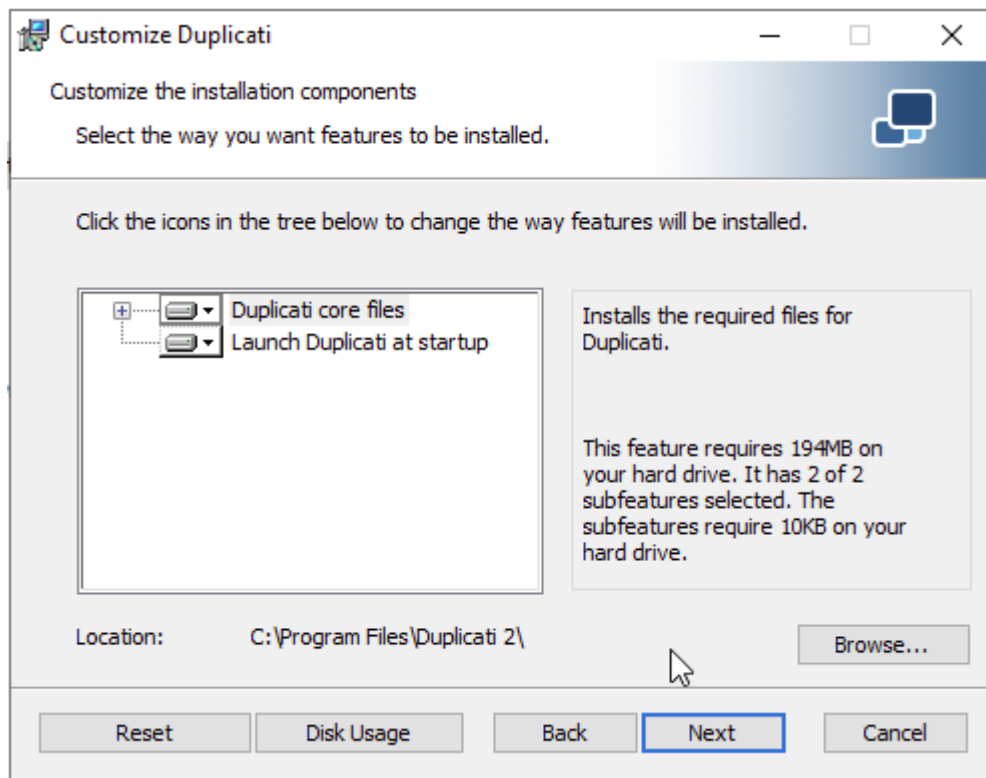 Customize Duplicati
Customize the installation components
Select the way you want features to be installed.
Click the icons in the tree below to change the way features will be installed.
Duplicati core files
Launch Duplicati at startup
Installs the required files for
Duplicati.
This feature requires 194MB on
your hard drive. It has 2 of 2
subfeatures selected. The
subfeatures require 10KB on your
hard drive.
Location: C:\Program Files\Duplicati 2\
Browse...
Reset Disk Usage Back Next Cancel